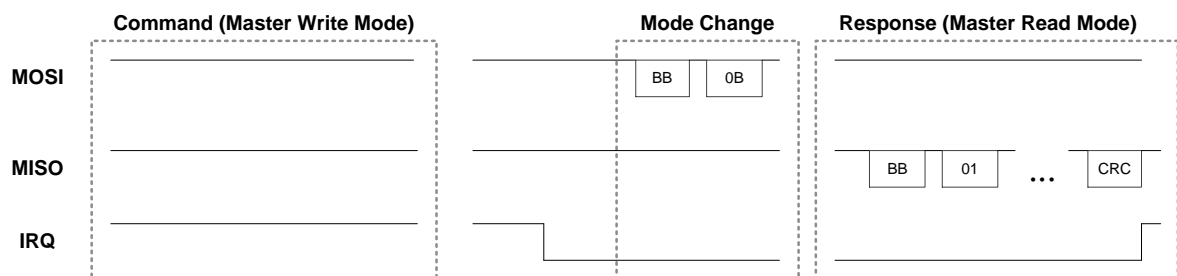 Command (Master Write Mode) Mode Change Response (Master Read Mode)
MOSI BB 0B
MISO BB 01 ... CRC
IRQ